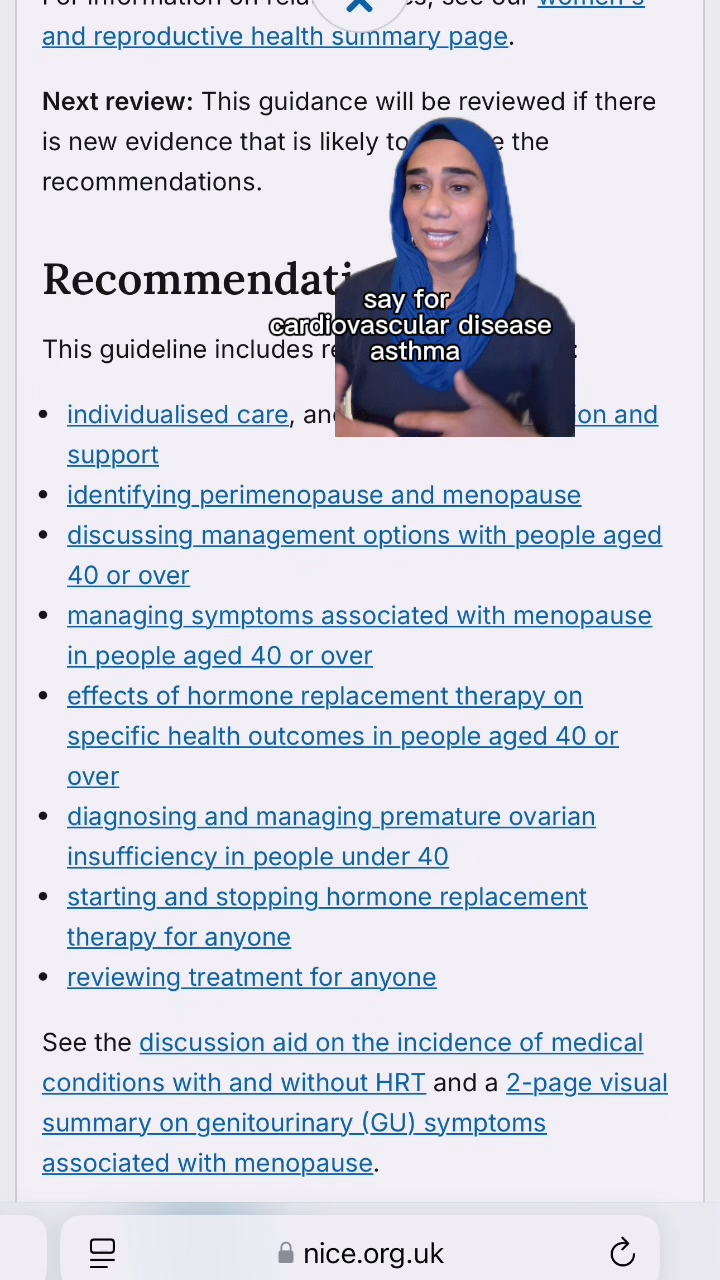 and reproductive health summary page.
Next review: This guidance will be reviewed if there
is new evidence that is likely to the
recommendations.
Recommendati
This guideline includes
say for
cardiovascular disease
asthma
individualised care, and
support
identifying perimenopause and menopause
discussing management options with people aged
40 or over
managing symptoms associated with menopause
in people aged 40 or over
effects of hormone replacement therapy on
specific health outcomes in people aged 40 or
over
diagnosing and managing premature ovarian
insufficiency in people under 40
starting and stopping hormone replacement
therapy for anyone
reviewing treatment for anyone
See the discussion aid on the incidence of medical
conditions with and without HRT and a 2-page visual
summary on genitourinary (GU) symptoms
associated with menopause.
nice.org.uk